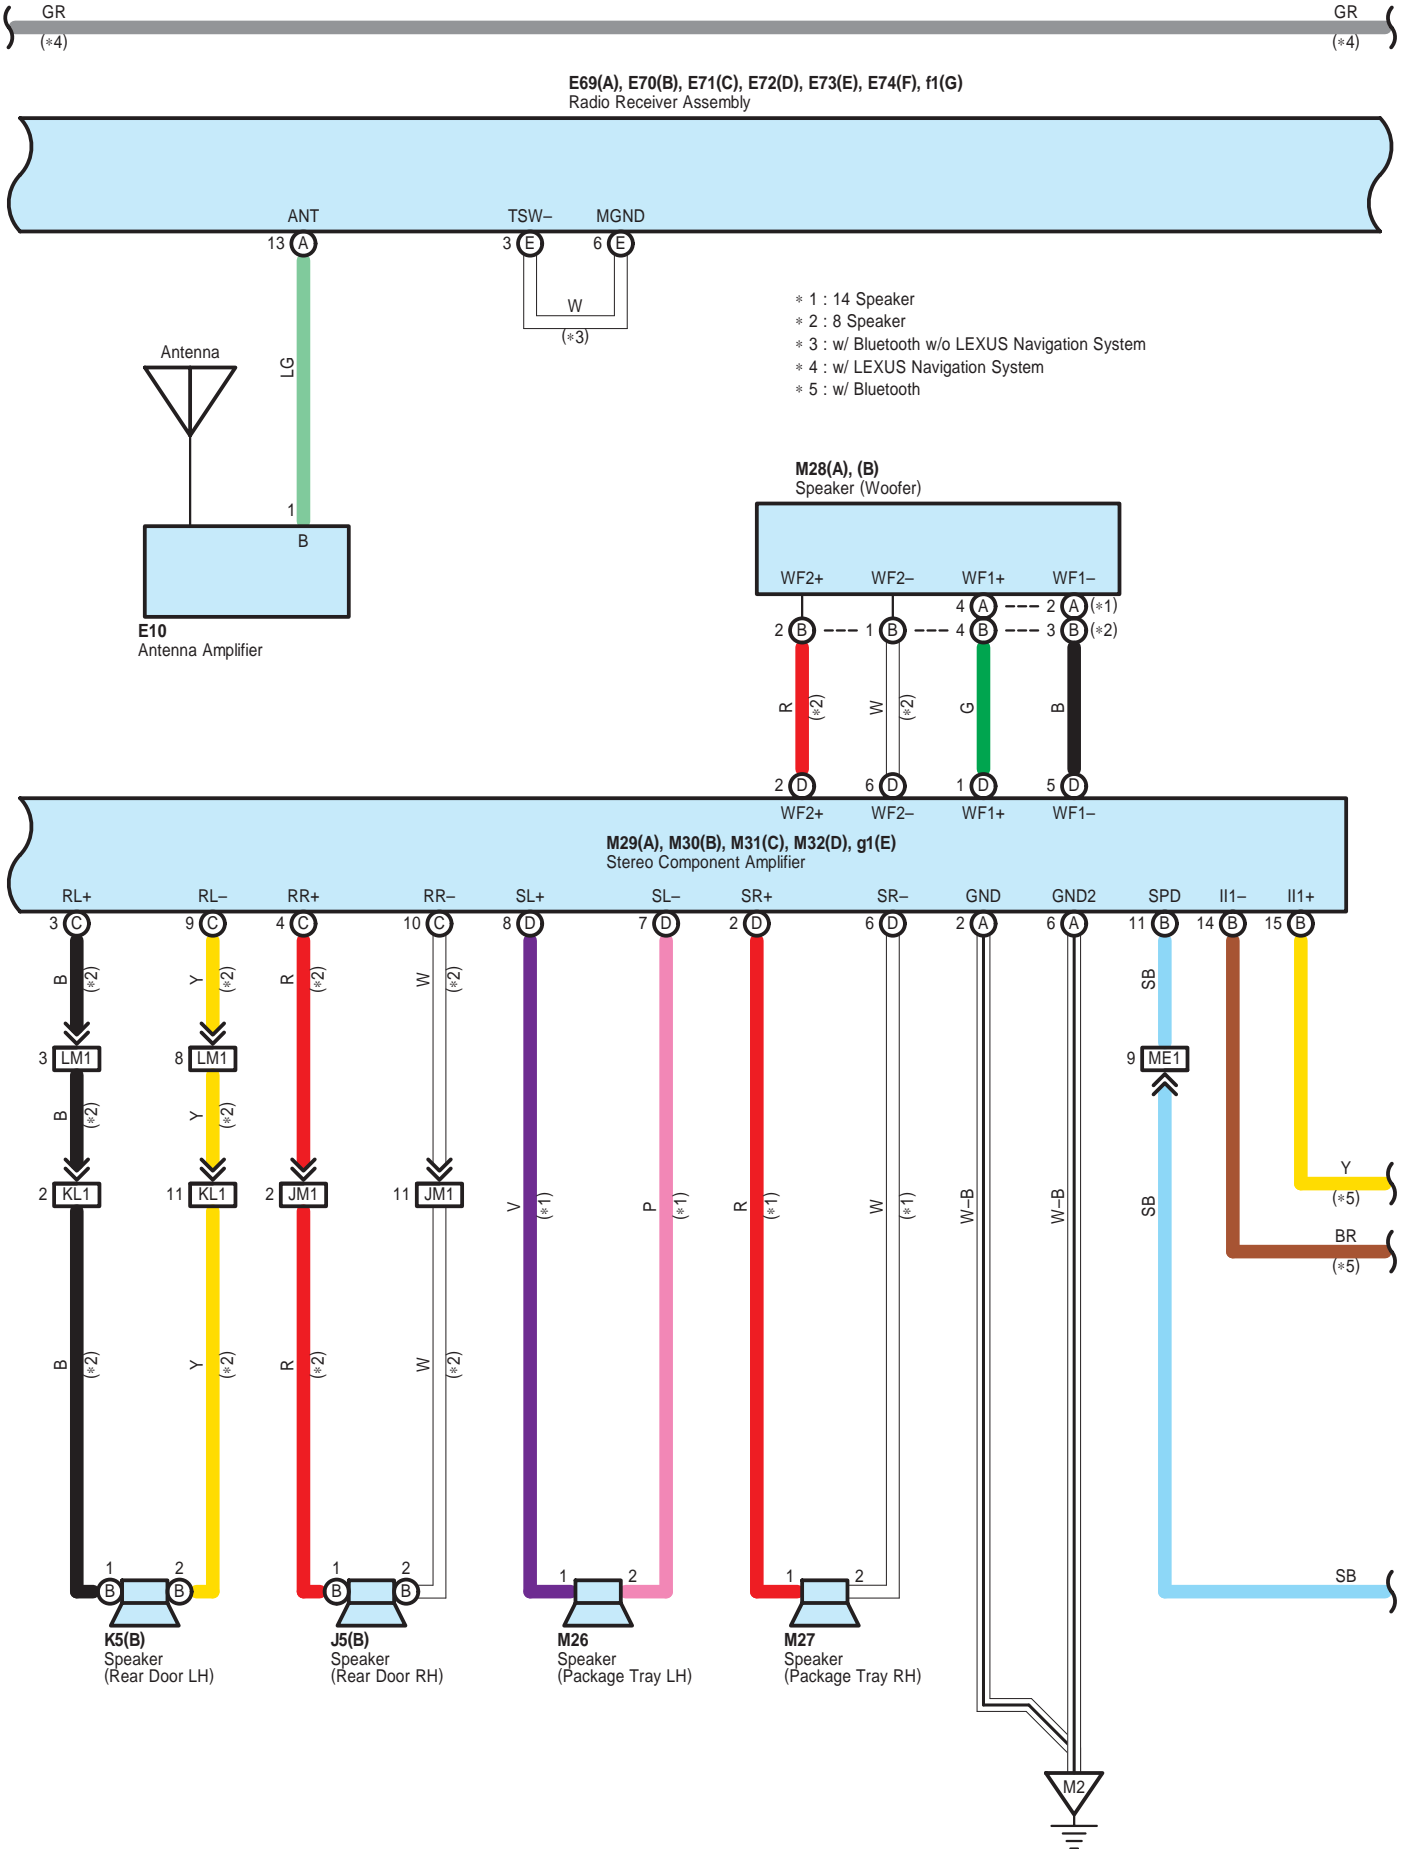 GR GR
(*4) (*4)
E69(A), E70(B), E71(C), E72(D), E73(E), E74(F), f1(G)
Radio Receiver Assembly
ANT TSW– MGND
13 A 3 E 6 E
W
(*3)
* 1 : 14 Speaker
* 2 : 8 Speaker
* 3 : w/ Bluetooth w/o LEXUS Navigation System
* 4 : w/ LEXUS Navigation System
* 5 : w/ Bluetooth
Antenna
LG
1
B
E10
Antenna Amplifier
M28(A), (B)
Speaker (Woofer)
WF2+ WF2– WF1+ WF1–
4 A 2 A (*1)
2 B 1 B 4 B 3 B (*2)
R (*2) W (*2) G B
2 D 6 D 1 D 5 D
WF2+ WF2– WF1+ WF1–
M29(A), M30(B), M31(C), M32(D), g1(E)
Stereo Component Amplifier
RL+ RL– RR+ RR– SL+ SL– SR+ SR– GND GND2 SPD II1– II1+
3 C 9 C 4 C 10 C 8 D 7 D 2 D 6 D 2 A 6 A 11 B 14 B 15 B
B (*2) Y (*2) R (*2) W (*2) SB
3 LM1 8 LM1 9 ME1
B (*2) Y (*2)
2 KL1 11 KL1 2 JM1 11 JM1
V (*1) P (*1) R (*1) W (*1) W–B W–B SB
Y
(*5)
BR
(*5)
B (*2) Y (*2) R (*2) W (*2)
1 2 1 2 1 2 1 2 SB
B B B B
K5(B) J5(B) M26 M27
Speaker Speaker Speaker Speaker
(Rear Door LH) (Rear Door RH) (Package Tray LH) (Package Tray RH)
M2